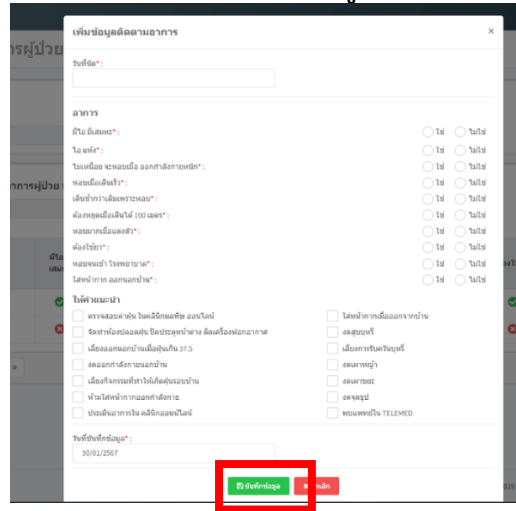 เพิ่มข้อมูลติดตามอาการ ×
รผู้ป่วย
วันที่นัด* :
อาการ
มีไอ มีเสมหะ* : ใช่ ไม่ใช่
ไอ แห้ง* : ใช่ ไม่ใช่
ไม่เหนื่อย จะหอบเมื่อ ออกกำลังกายหนัก* : ใช่ ไม่ใช่
หอบเมื่อเดินเร็ว* : ใช่ ไม่ใช่
าการผู้ป่วย
เดินช้ากว่าเดิมเพราะหอบ* : ใช่ ไม่ใช่
ต้องหยุดเมื่อเดินได้ 100 เมตร* : ใช่ ไม่ใช่
หอบมากเมื่อแต่งตัว* : ใช่ ไม่ใช่
ต้องใช้ยา* : ใช่ ไม่ใช่
หอบจนเข้า โรงพยาบาล* : ใช่ ไม่ใช่
ใส่หน้ากาก ออกนอกบ้าน* : ใช่ ไม่ใช่
มีไอ
เสมห
ให้คำแนะนำ
ตรวจสอบค่าฝุ่น ในคลินิกมลพิษ ออนไลน์ ใส่หน้ากากเมื่อออกจากบ้าน
จัดทำห้องปลอดฝุ่น ปิดประตูหน้าต่าง ติดเครื่องฟอกอากาศ งดสูบบุหรี่
เลี่ยงออกนอกบ้านเมื่อฝุ่นเกิน 37.5 เลี่ยงการรับควันบุหรี่
งดออกกำลังกายนอกบ้าน งดเผาหญ้า
เลี่ยงกิจกรรมที่ทำให้เกิดฝุ่นรอบบ้าน งดเผาขยะ
ห้ามใส่หน้ากากออกกำลังกาย งดจุดธูป
ประเมินอาการใน คลินิกออนไลน์ พบแพทย์ใน TELEMED
»
วันที่บันทึกข้อมูล* :
30/01/2567
บันทึกข้อมูล
019